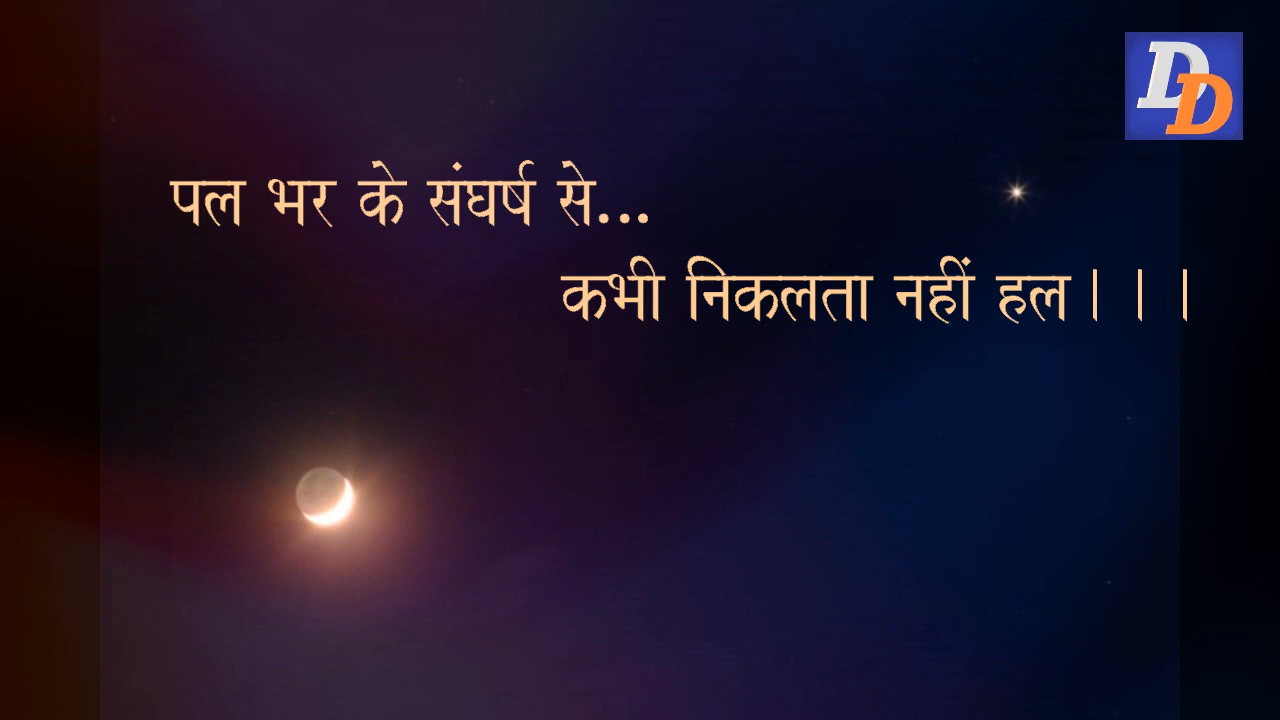 DD
पल भर के संघर्ष से...
कभी निकलता नहीं हल।।।